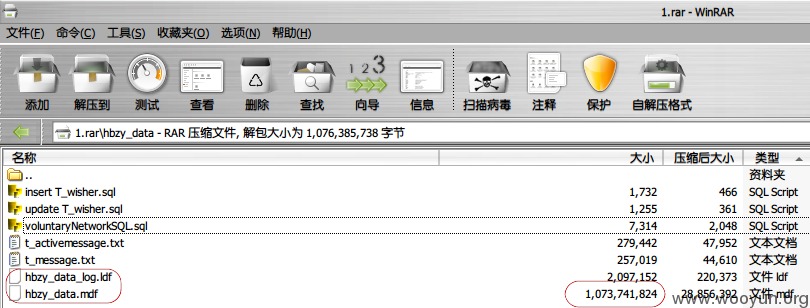 1.rar - WinRAR
文件(F) 命令(C) 工具(S) 收藏夹(O) 选项(N) 帮助(H)
添加 解压到 测试 查看 删除 查找 向导 信息 扫描病毒 注释 保护 自解压格式
1.rar\hbzy_data - RAR 压缩文件, 解包大小为 1,076,385,738 字节
名称 大小 压缩后大小 类型
.. 资料夹
insert T_wisher.sql 1,732 466 SQL Script
update T_wisher.sql 1,255 361 SQL Script
voluntaryNetworkSQL.sql 7,314 2,048 SQL Script
t_activemessage.txt 279,442 47,952 文本文档
t_message.txt 257,019 44,610 文本文档
hbzy_data_log.ldf 2,097,152 220,373 文件 ldf
hbzy_data.mdf 1,073,741,824 28,856,392 文件 mdf
www.wooyun.org